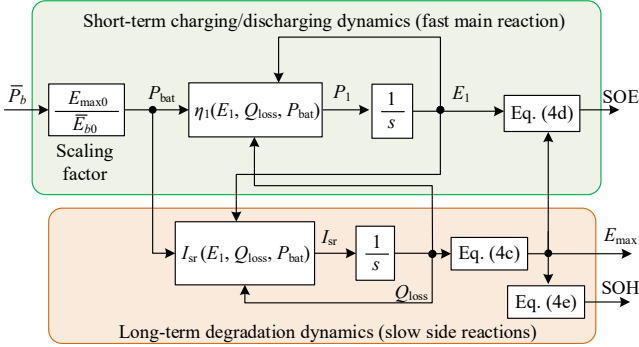 Short-term charging/discharging dynamics (fast main reaction)
P̅b
Emax0
E̅b0
Scaling
factor
Pbat
η1(E1, Qloss, Pbat)
P1
1
s
E1
Eq. (4d)
SOE
Isr(E1, Qloss, Pbat)
Isr
1
s
Qloss
Eq. (4c)
Emax
Eq. (4e)
SOH
Long-term degradation dynamics (slow side reactions)